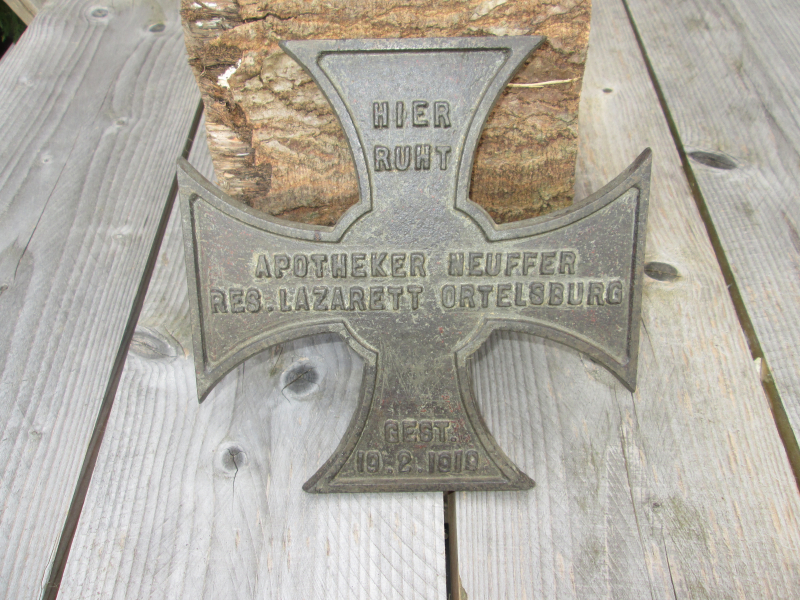 HIER
RUHT
APOTHEKER NEUFFER
RES. LAZARETT ORTELSBURG
GEST.
19.2.1919.